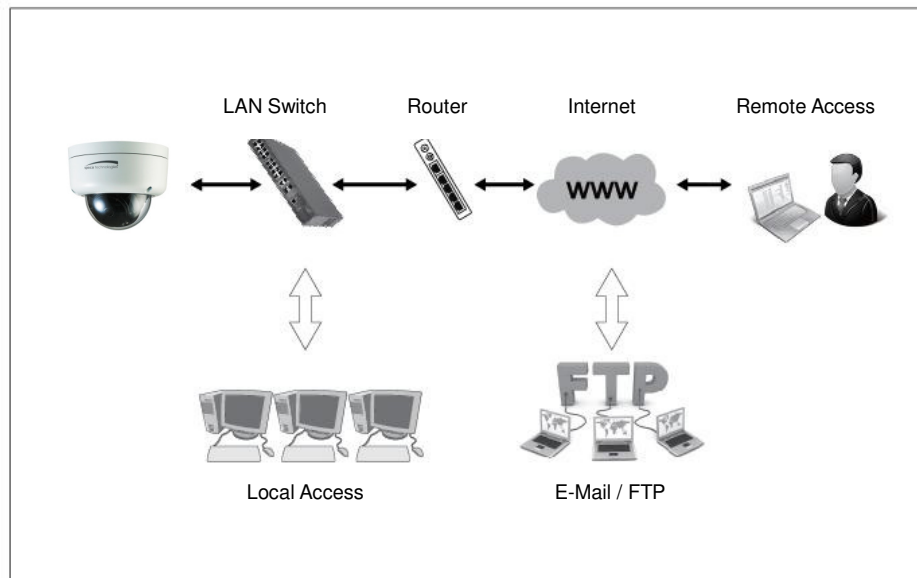 LAN Switch
Router
Internet
Remote Access
WWW
FTP
Local Access
E-Mail / FTP